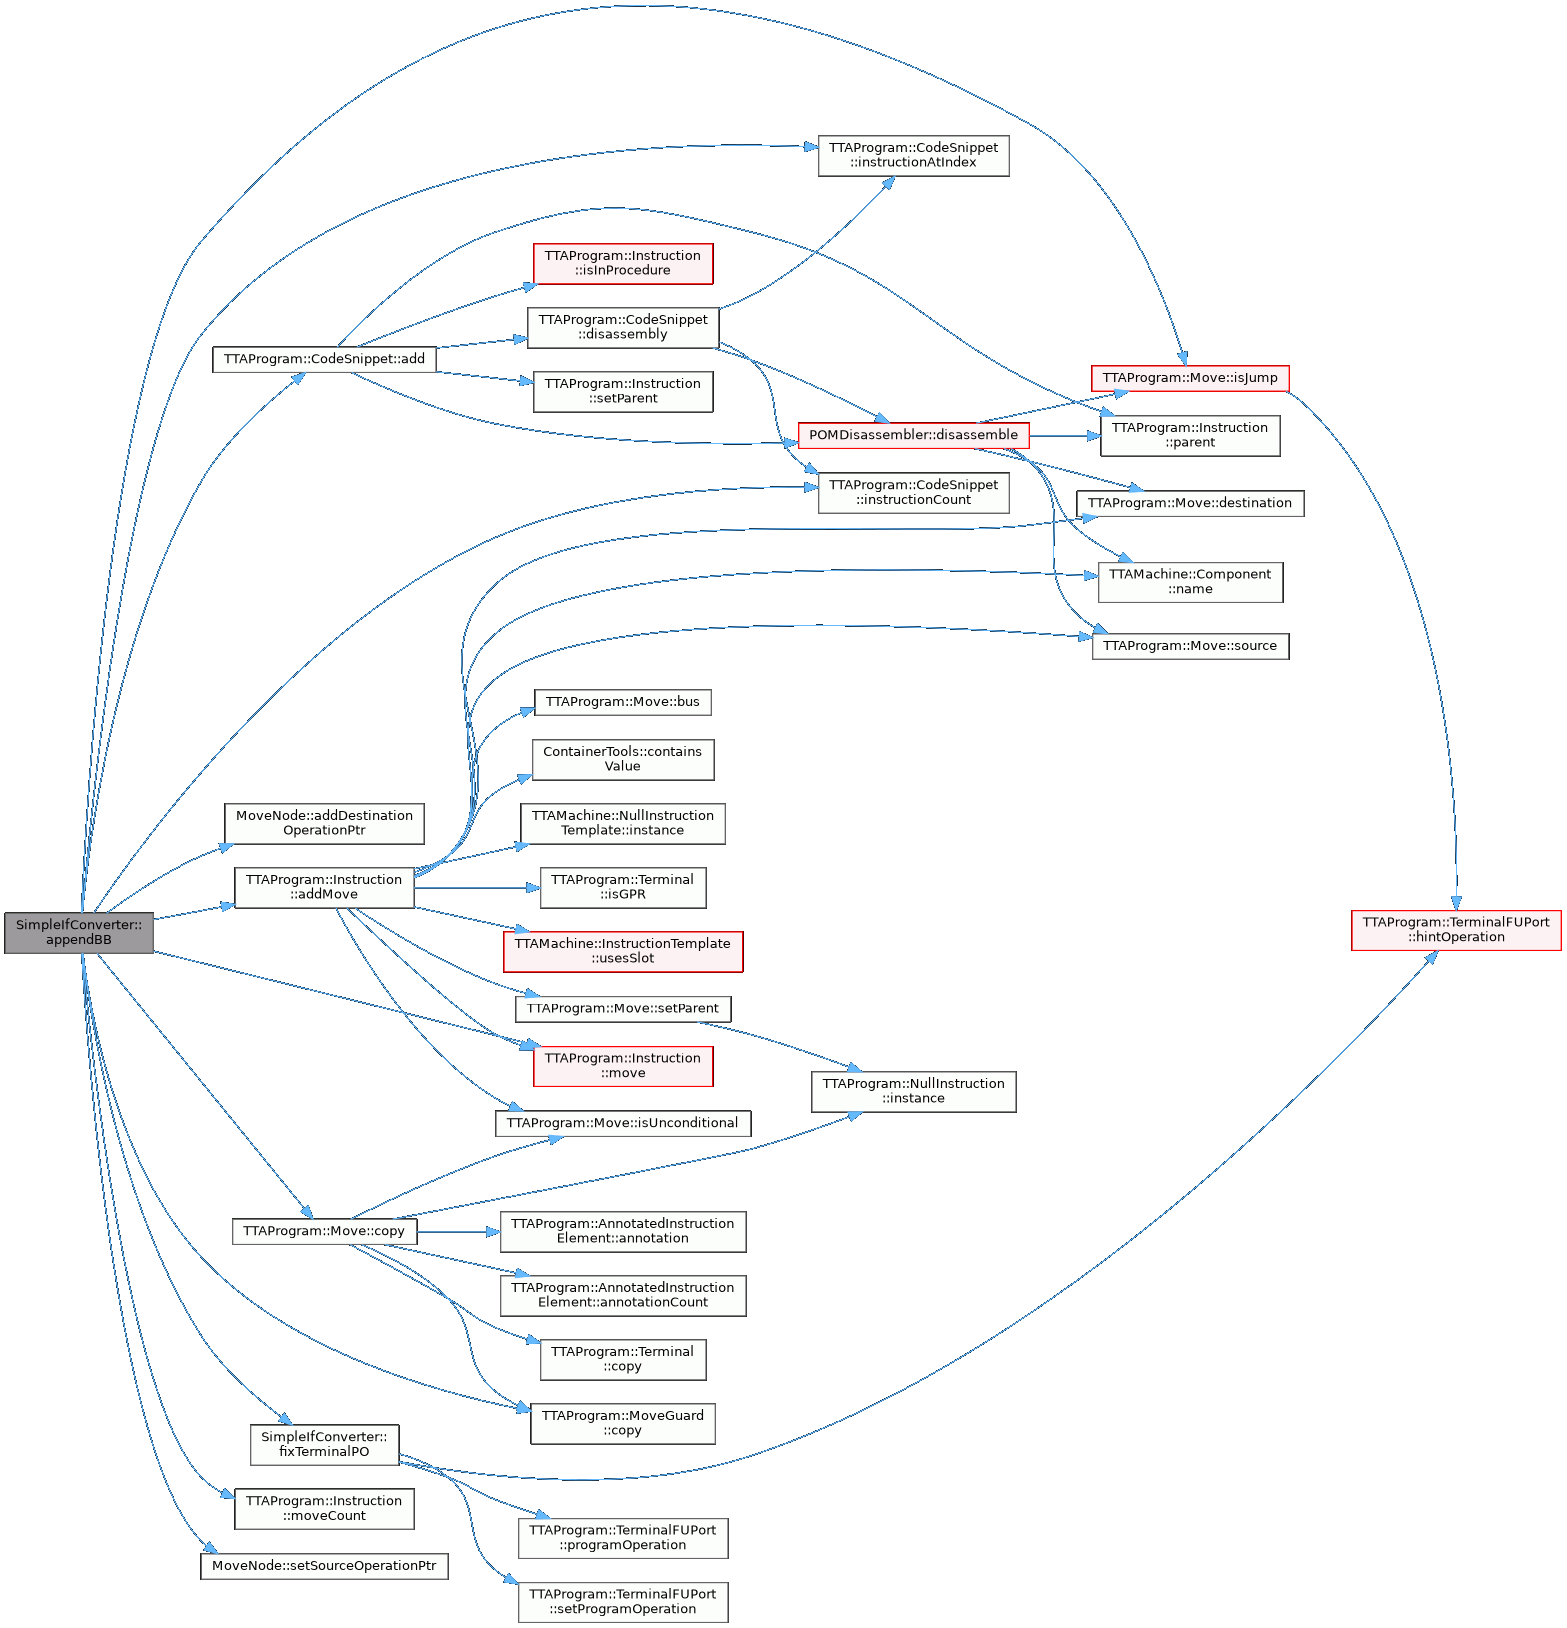 TTAProgram::CodeSnippet
::instructionAtIndex
TTAProgram::Instruction
::isInProcedure
TTAProgram::CodeSnippet
::disassembly
TTAProgram::CodeSnippet::add
TTAProgram::Instruction
::setParent
TTAProgram::Move::isJump
POMDisassembler::disassemble
TTAProgram::Instruction
::parent
TTAProgram::CodeSnippet
::instructionCount
TTAProgram::Move::destination
TTAMachine::Component
::name
TTAProgram::Move::source
TTAProgram::Move::bus
ContainerTools::contains
Value
MoveNode::addDestination
OperationPtr
TTAMachine::NullInstruction
Template::instance
TTAProgram::Instruction
::addMove
TTAProgram::Terminal
::isGPR
SimpleIfConverter::
appendBB
TTAMachine::InstructionTemplate
::usesSlot
TTAProgram::TerminalFUPort
::hintOperation
TTAProgram::Move::setParent
TTAProgram::Instruction
::move
TTAProgram::NullInstruction
::instance
TTAProgram::Move::isUnconditional
TTAProgram::Move::copy
TTAProgram::AnnotatedInstruction
Element::annotation
TTAProgram::AnnotatedInstruction
Element::annotationCount
TTAProgram::Terminal
::copy
TTAProgram::MoveGuard
::copy
SimpleIfConverter::
fixTerminalPO
TTAProgram::Instruction
::moveCount
TTAProgram::TerminalFUPort
::programOperation
MoveNode::setSourceOperationPtr
TTAProgram::TerminalFUPort
::setProgramOperation